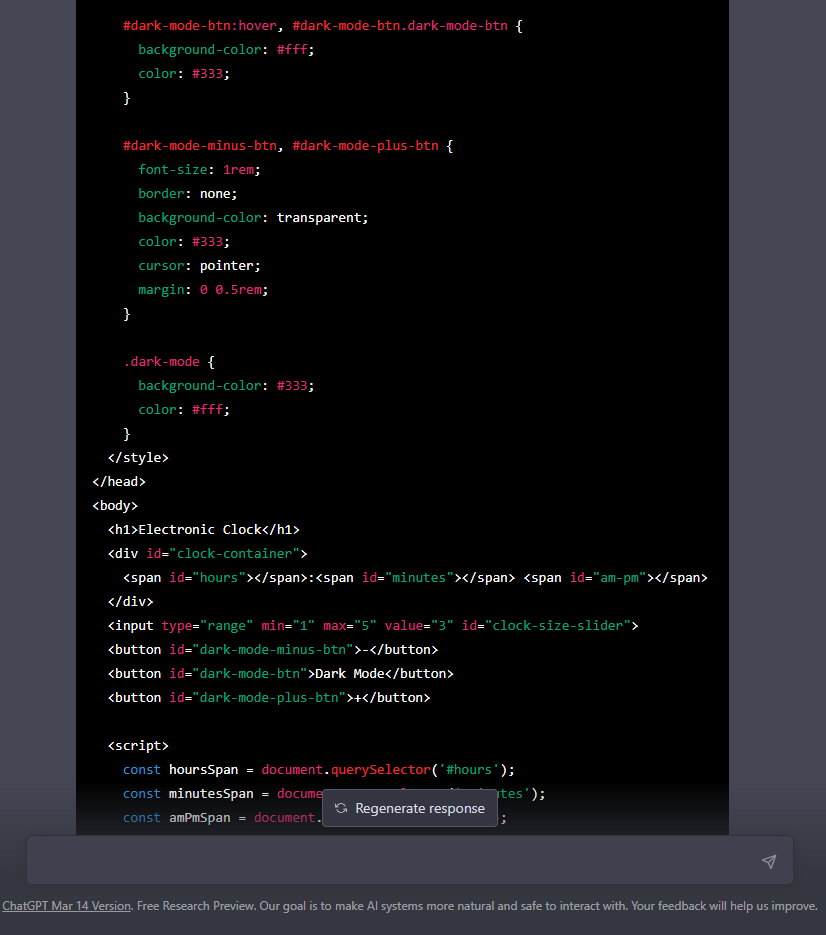 #dark-mode-btn:hover, #dark-mode-btn.dark-mode-btn {
background-color: #fff;
color: #333;
}
#dark-mode-minus-btn, #dark-mode-plus-btn {
font-size: 1rem;
border: none;
background-color: transparent;
color: #333;
cursor: pointer;
margin: 0 0.5rem;
}
.dark-mode {
background-color: #333;
color: #fff;
}
</style>
</head>
<body>
<h1>Electronic Clock</h1>
<div id="clock-container">
<span id="hours"></span>:<span id="minutes"></span> <span id="am-pm"></span>
</div>
<input type="range" min="1" max="5" value="3" id="clock-size-slider">
<button id="dark-mode-minus-btn">-</button>
<button id="dark-mode-btn">Dark Mode</button>
<button id="dark-mode-plus-btn">+</button>
<script>
const hoursSpan = document.querySelector('#hours');
const minutesSpan = docume
const amPmSpan = document.
Regenerate response
ChatGPT Mar 14 Version. Free Research Preview. Our goal is to make AI systems more natural and safe to interact with. Your feedback will help us improve.